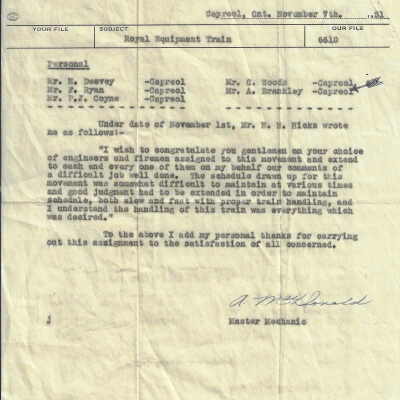 Capreol, Ont. November 7th. 51
YOUR FILE SUBJECT OUR FILE
Royal Equipment Train 6610
Personal
Mr. E. Deevey -Capreol Mr. C. Woods -Capreol
Mr. F. Ryan -Capreol Mr. A. Brankley -Capreol
Mr. P.J. Coyne -Capreol
Under date of November 1st, Mr. N. B. Hicks wrote
me as follows:-
"I wish to congratulate you gentlemen on your choice
of engineers and firemen assigned to this movement and extend
to each and every one of them on my behalf our comments of
a difficult job well done. The schedule drawn up for this
movement was somewhat difficult to maintain at various times
and good judgment had to be extended in order to maintain
schedule, both slow and fast with proper train handling, and
I understand the handling of this train was everything which
was desired."
To the above I add my personal thanks for carrying
out this assignment to the satisfaction of all concerned.
A. MacDonald
j Master Mechanic